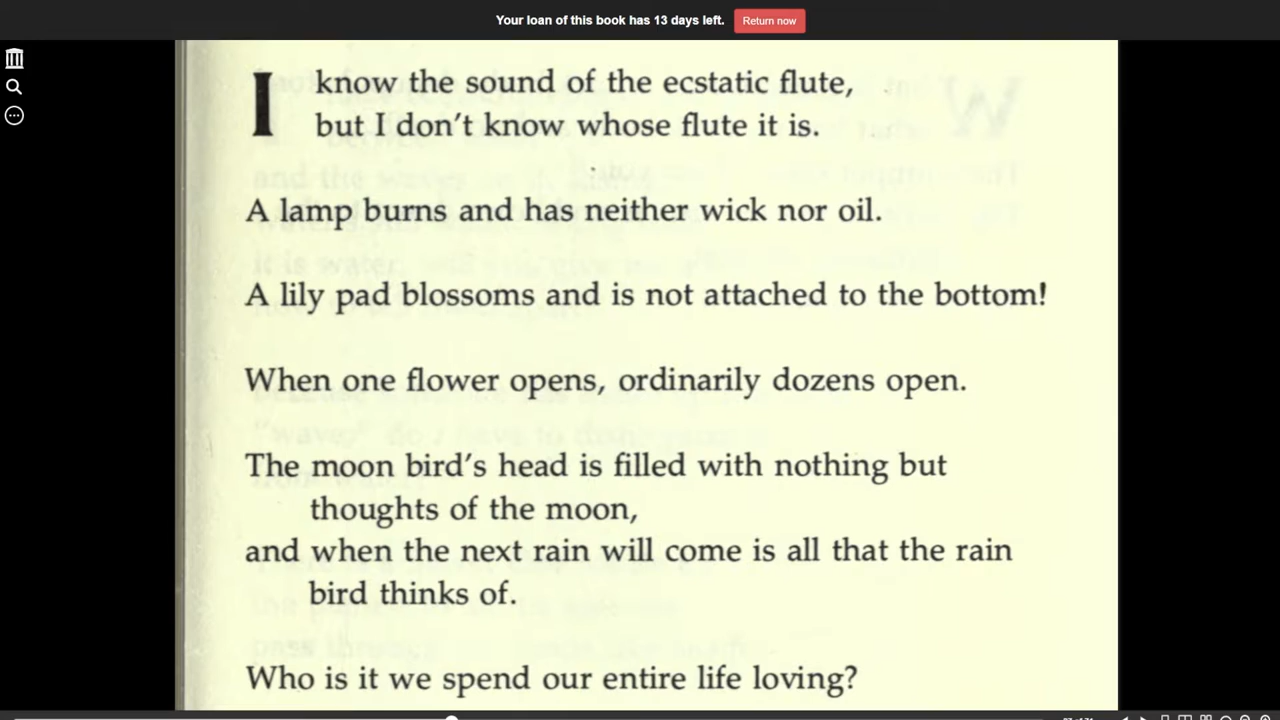 Your loan of this book has 13 days left. Return now
I know the sound of the ecstatic flute,
but I don't know whose flute it is.
A lamp burns and has neither wick nor oil.
A lily pad blossoms and is not attached to the bottom!
When one flower opens, ordinarily dozens open.
The moon bird's head is filled with nothing but
thoughts of the moon,
and when the next rain will come is all that the rain
bird thinks of.
Who is it we spend our entire life loving?